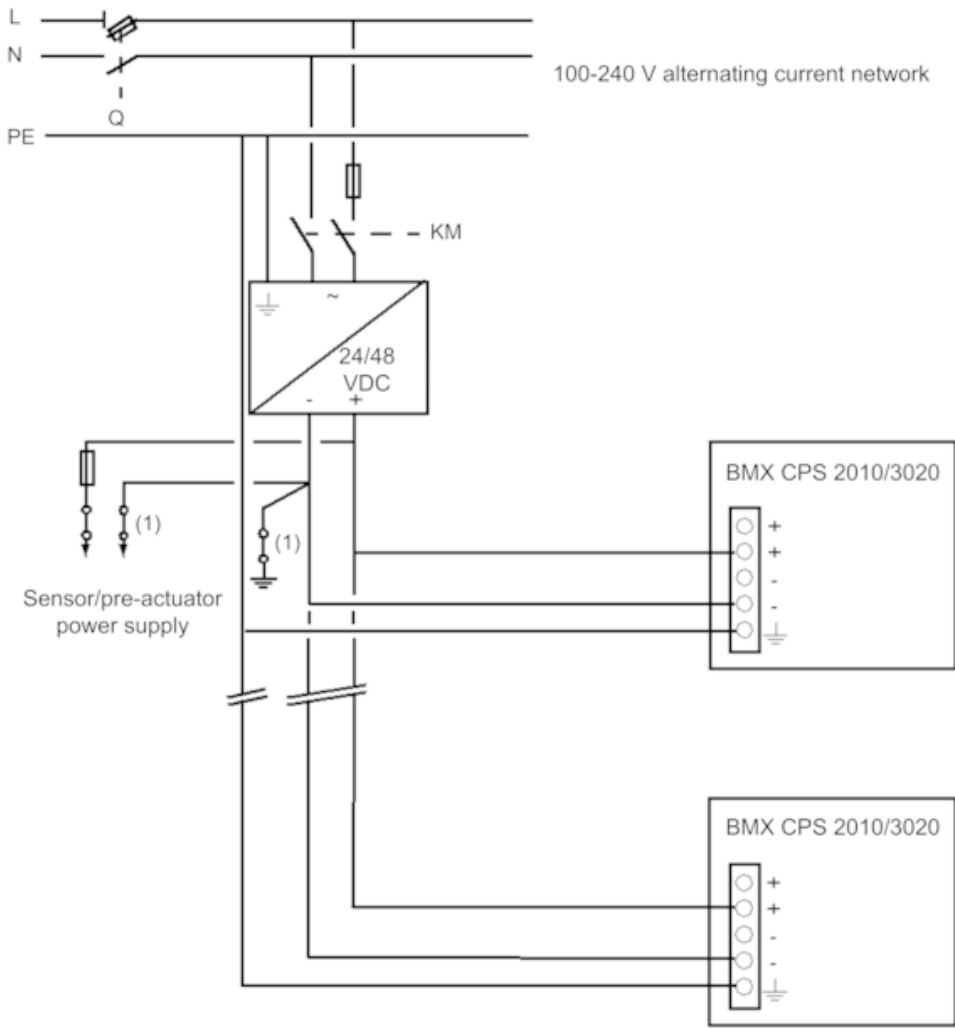 L
N
100-240 V alternating current network
Q
PE
KM
~
24/48
VDC
- +
BMX CPS 2010/3020
+
+
-
-
(1)
(1)
Sensor/pre-actuator
power supply
BMX CPS 2010/3020
+
+
-
-